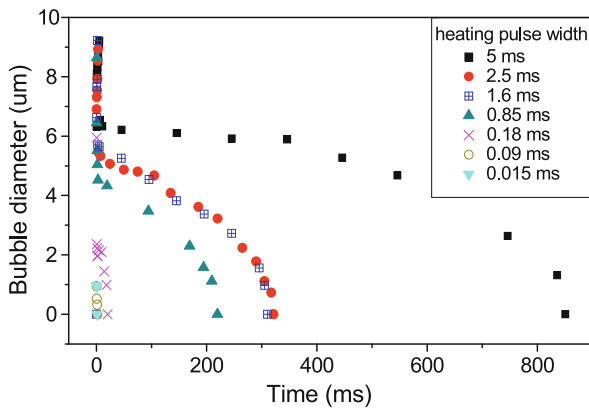 10
8
6
4
2
0
Bubble diameter (um)
0
200
400
600
800
Time (ms)
heating pulse width
5 ms
2.5 ms
1.6 ms
0.85 ms
0.18 ms
0.09 ms
0.015 ms